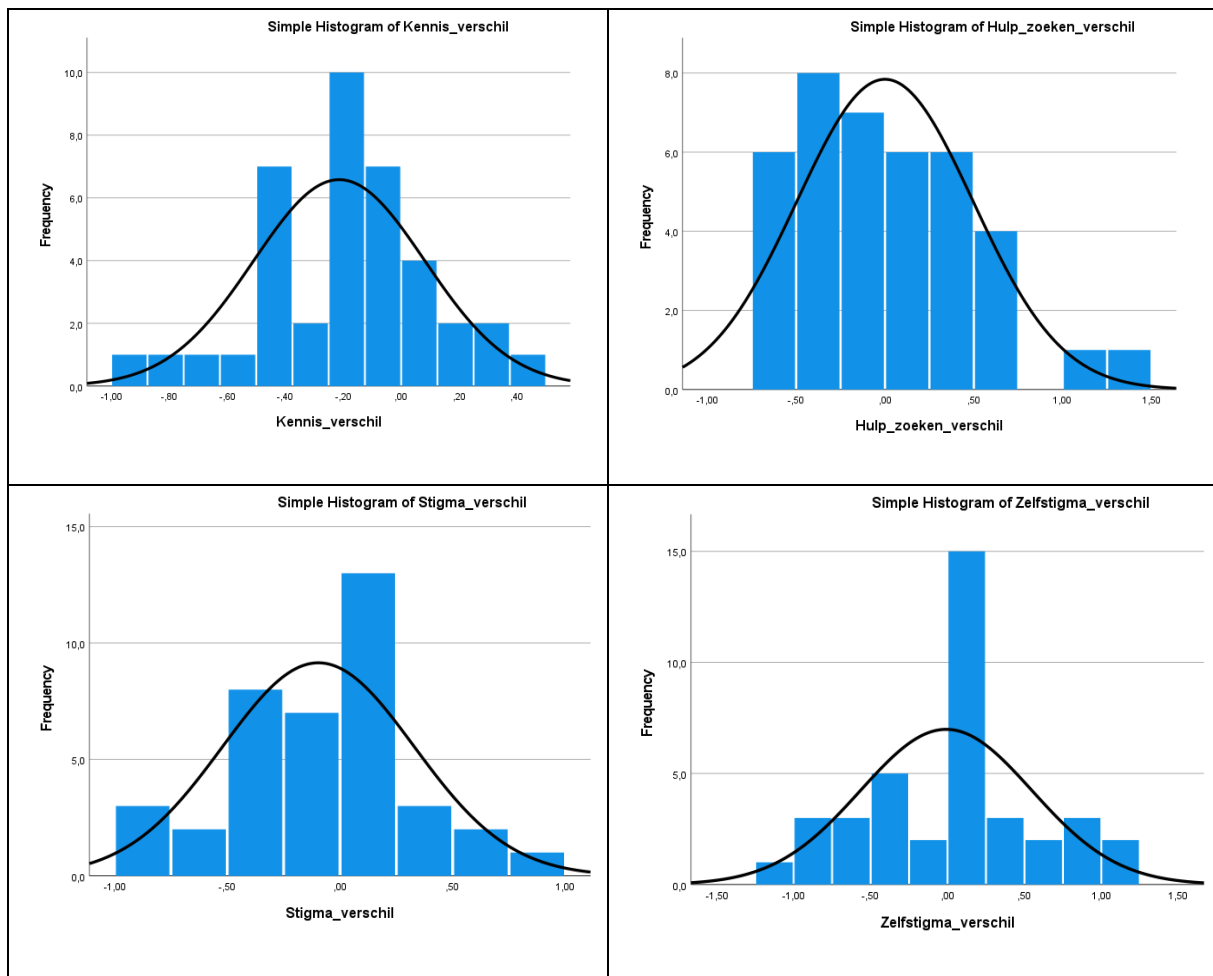 Simple Histogram of Kennis_verschil
10,0
8,0
6,0
4,0
2,0
0,0
Frequency
-1,00 -,80 -,60 -,40 -,20 ,00 ,20 ,40
Kennis_verschil
Simple Histogram of Hulp_zoeken_verschil
8,0
6,0
4,0
2,0
0,0
Frequency
-1,00 -,50 ,00 ,50 1,00 1,50
Hulp_zoeken_verschil
Simple Histogram of Stigma_verschil
15,0
10,0
5,0
0,0
Frequency
-1,00 -,50 ,00 ,50 1,00
Stigma_verschil
Simple Histogram of Zelfstigma_verschil
15,0
10,0
5,0
0,0
Frequency
-1,50 -1,00 -,50 ,00 ,50 1,00 1,50
Zelfstigma_verschil